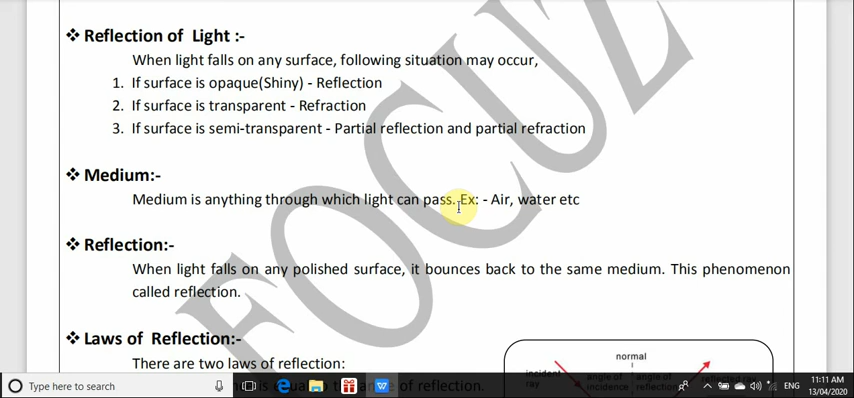 ❖ Reflection of Light :-
When light falls on any surface, following situation may occur,
1. If surface is opaque(Shiny) - Reflection
2. If surface is transparent - Refraction
3. If surface is semi-transparent - Partial reflection and partial refraction
❖ Medium:-
Medium is anything through which light can pass. Ex: - Air, water etc
❖ Reflection:-
When light falls on any polished surface, it bounces back to the same medium. This phenomenon
called reflection.
❖ Laws of Reflection:-
There are two laws of reflection:
of reflection.
normal
incident
ray
angle of
incidence
angle of
reflection
FOCUZ
Type here to search
ENG
11:11 AM
13/04/2020